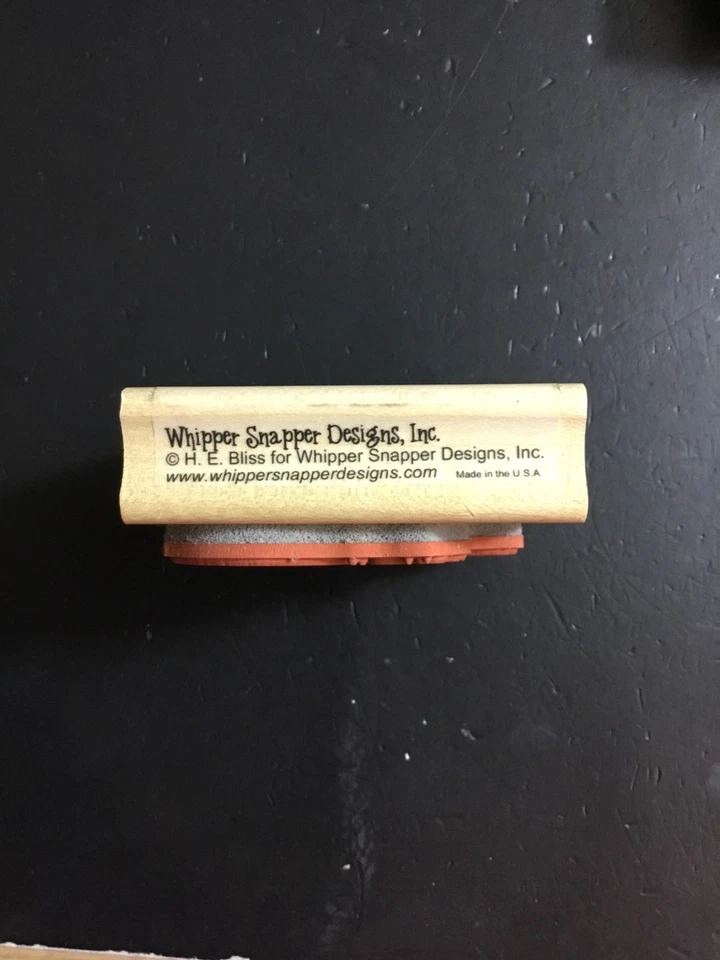 Whipper Snapper Designs, Inc.
© H. E. Bliss for Whipper Snapper Designs, Inc.
www.whippersnapperdesigns.com Made in the U S A